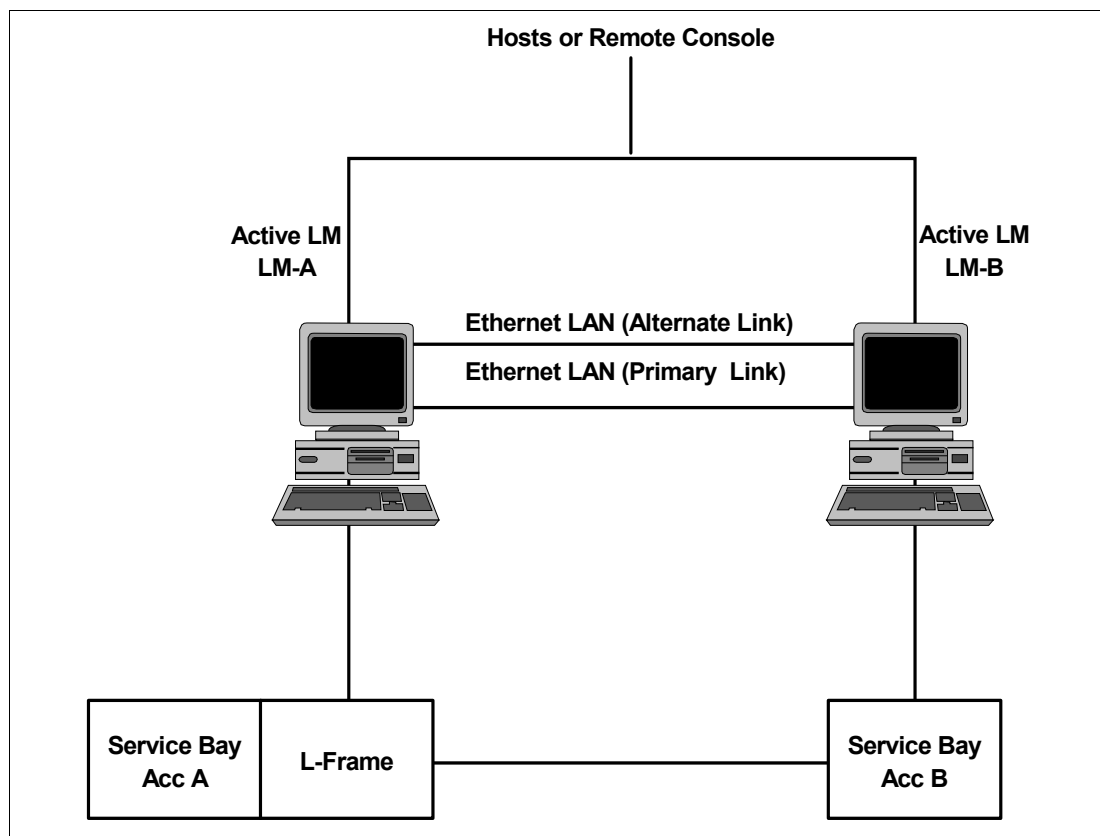 Hosts or Remote Console
Active LM
LM-A
Active LM
LM-B
Ethernet LAN (Alternate Link)
Ethernet LAN (Primary Link)
Service Bay
Acc A
L-Frame
Service Bay
Acc B